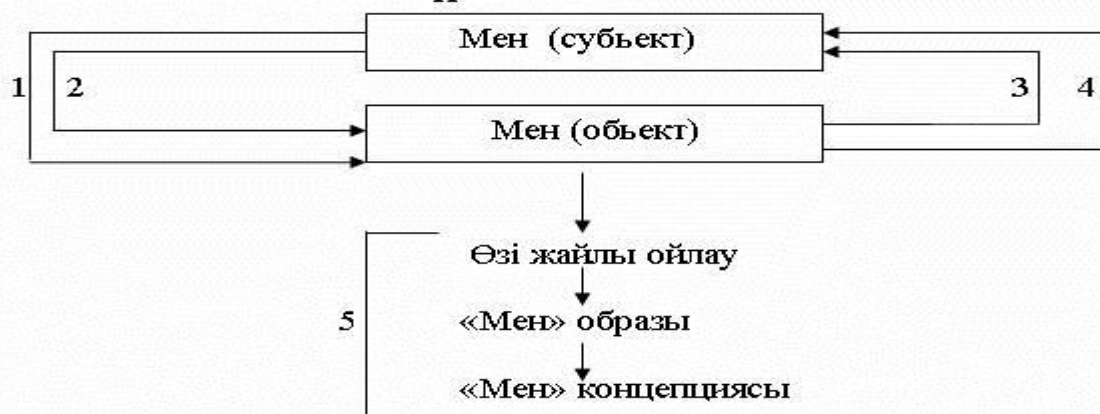 Мен (субьект)
1 2 3 4
Мен (обьект)
Өзі жайлы ойлау
5 «Мен» образы
«Мен» концепциясы